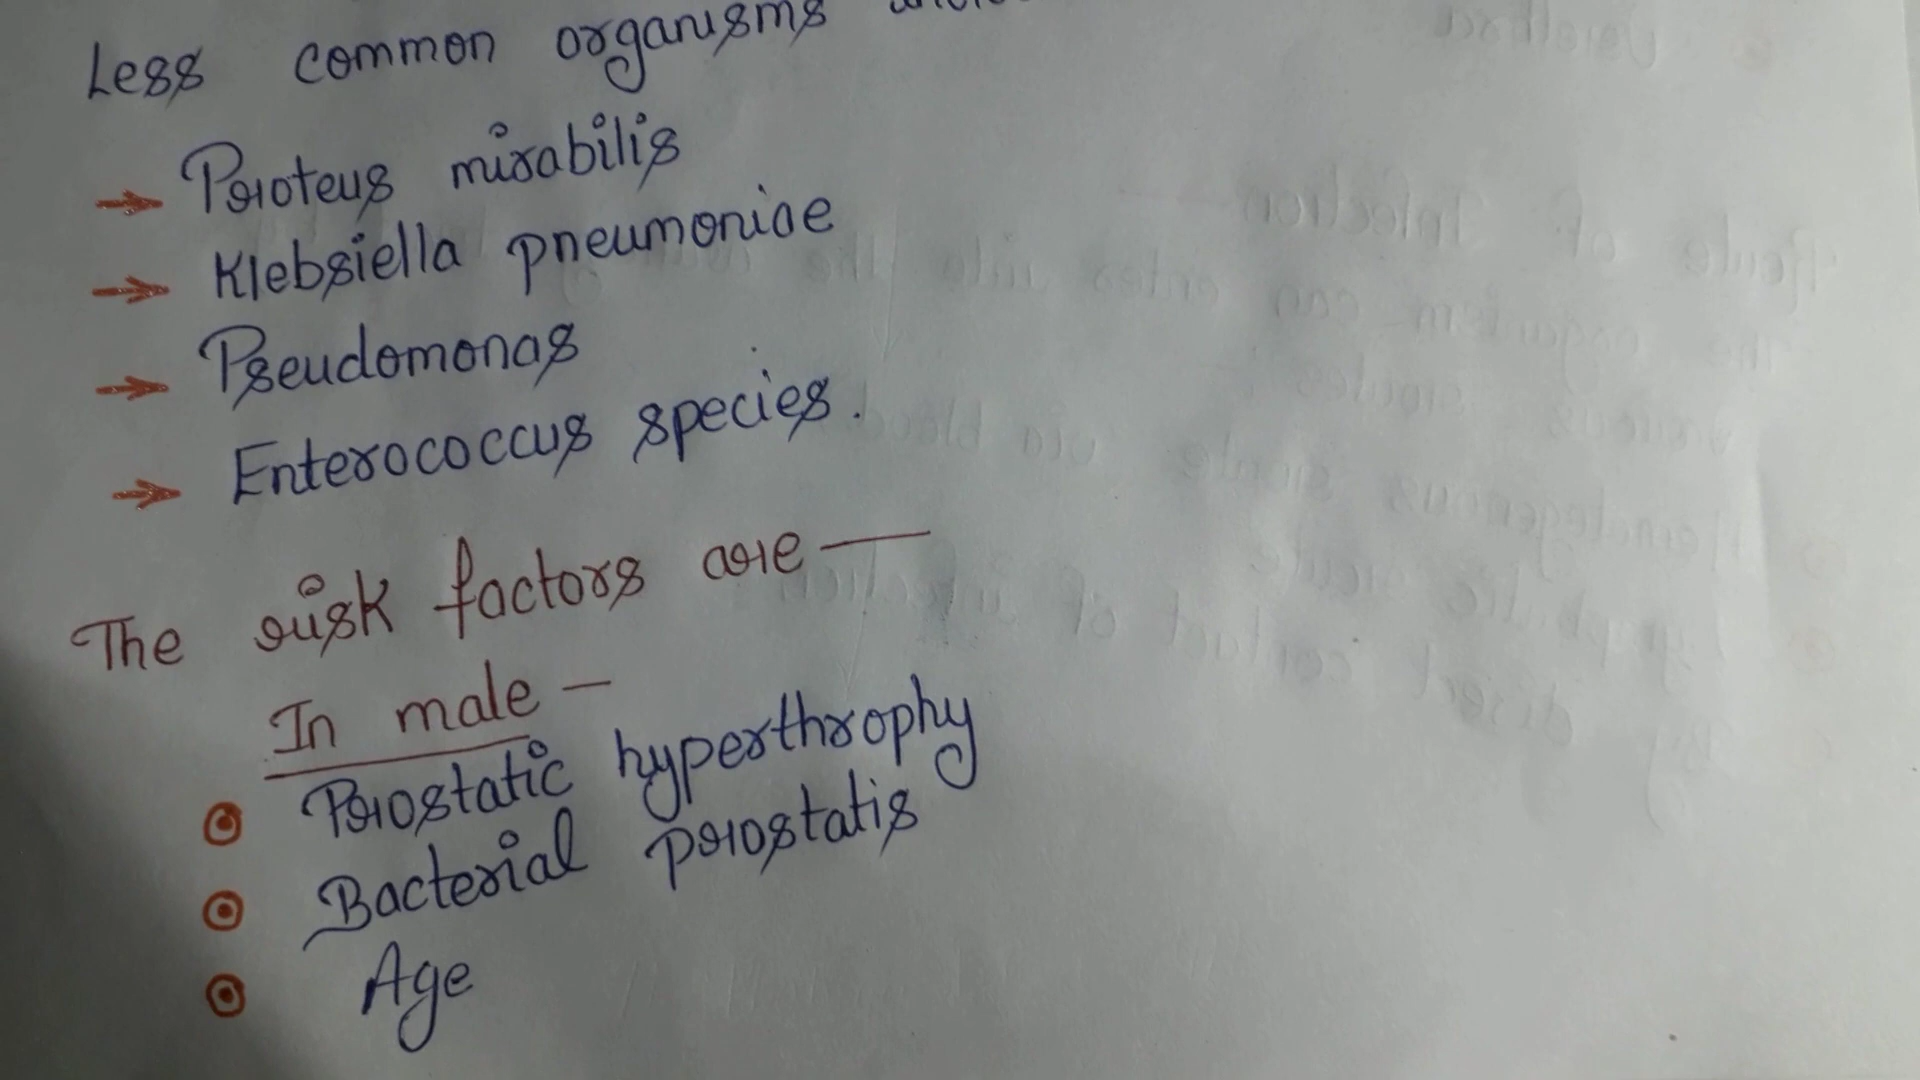 Less common organisms
→ Proteus mirabilis
→ Klebsiella pneumoniae
→ Pseudomonas
→ Enterococcus species.
The risk factors are —
In male —
Prostatic hyperthrophy
Bacterial prostatis
Age